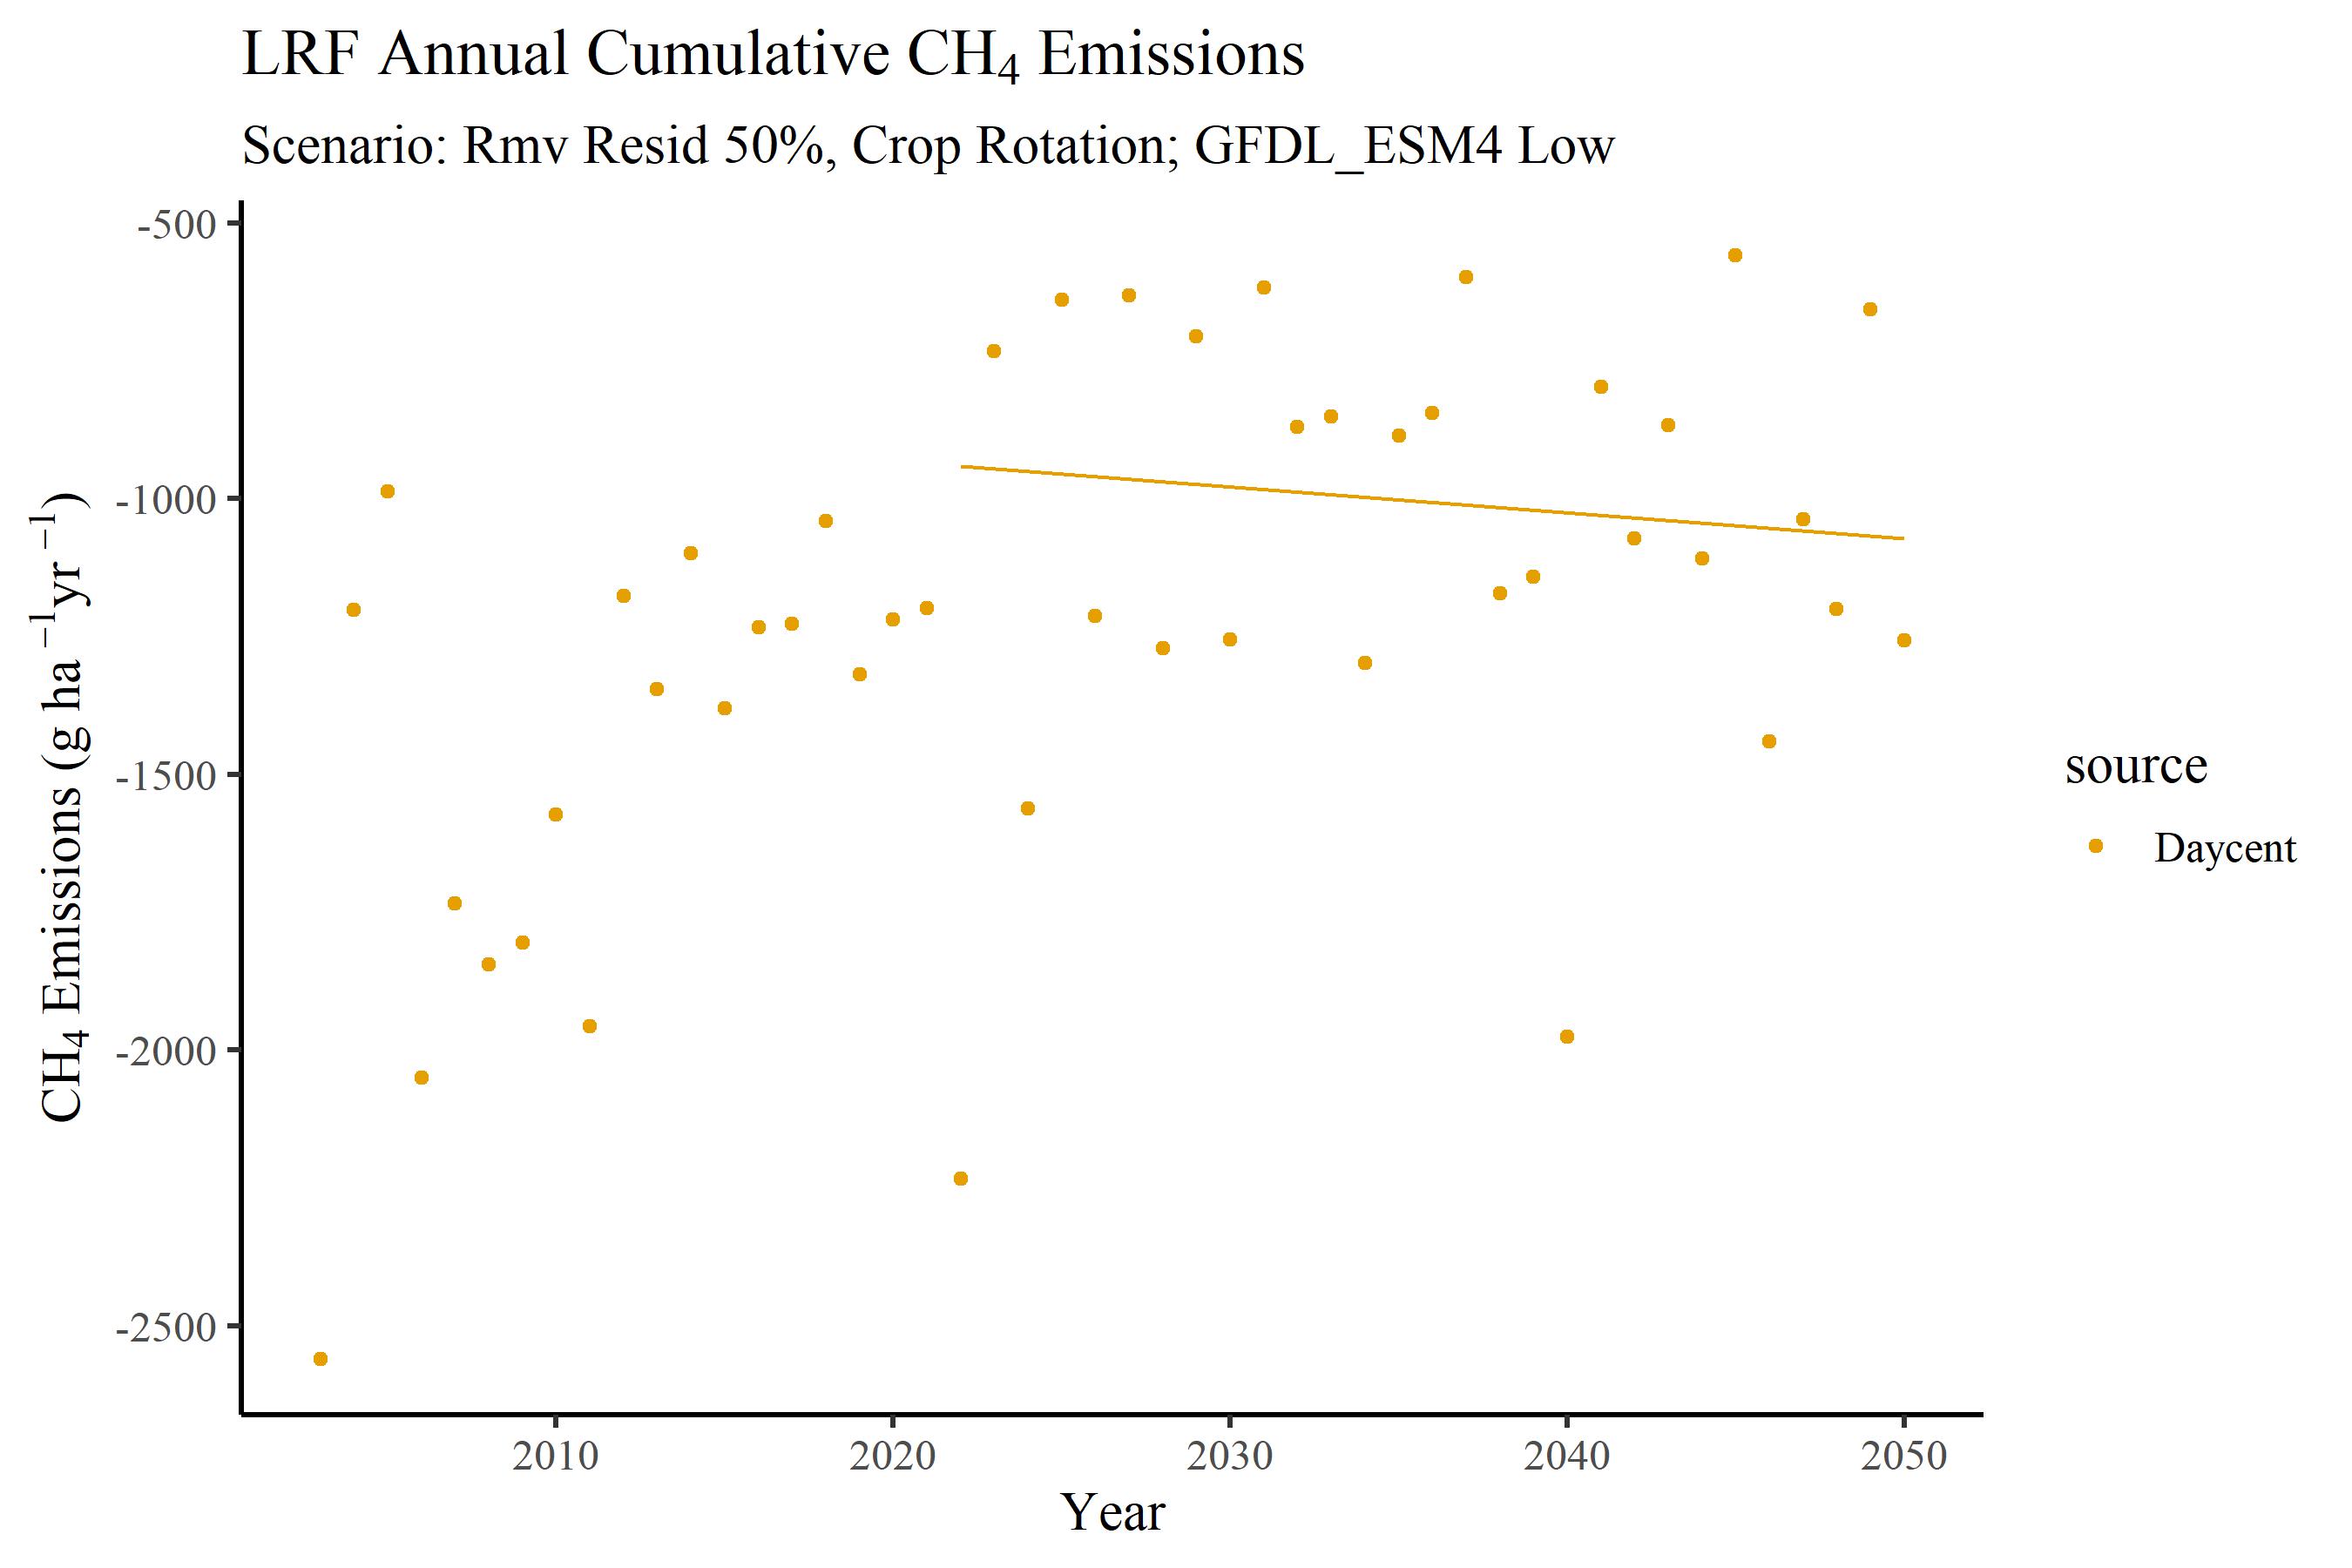 LRF Annual Cumulative CH₄ Emissions
Scenario: Rmv Resid 50%, Crop Rotation; GFDL_ESM4 Low
CH₄ Emissions (g ha ⁻¹yr ⁻¹)
-500
-1000
-1500
-2000
-2500
2010 2020 2030 2040 2050
Year
source
Daycent